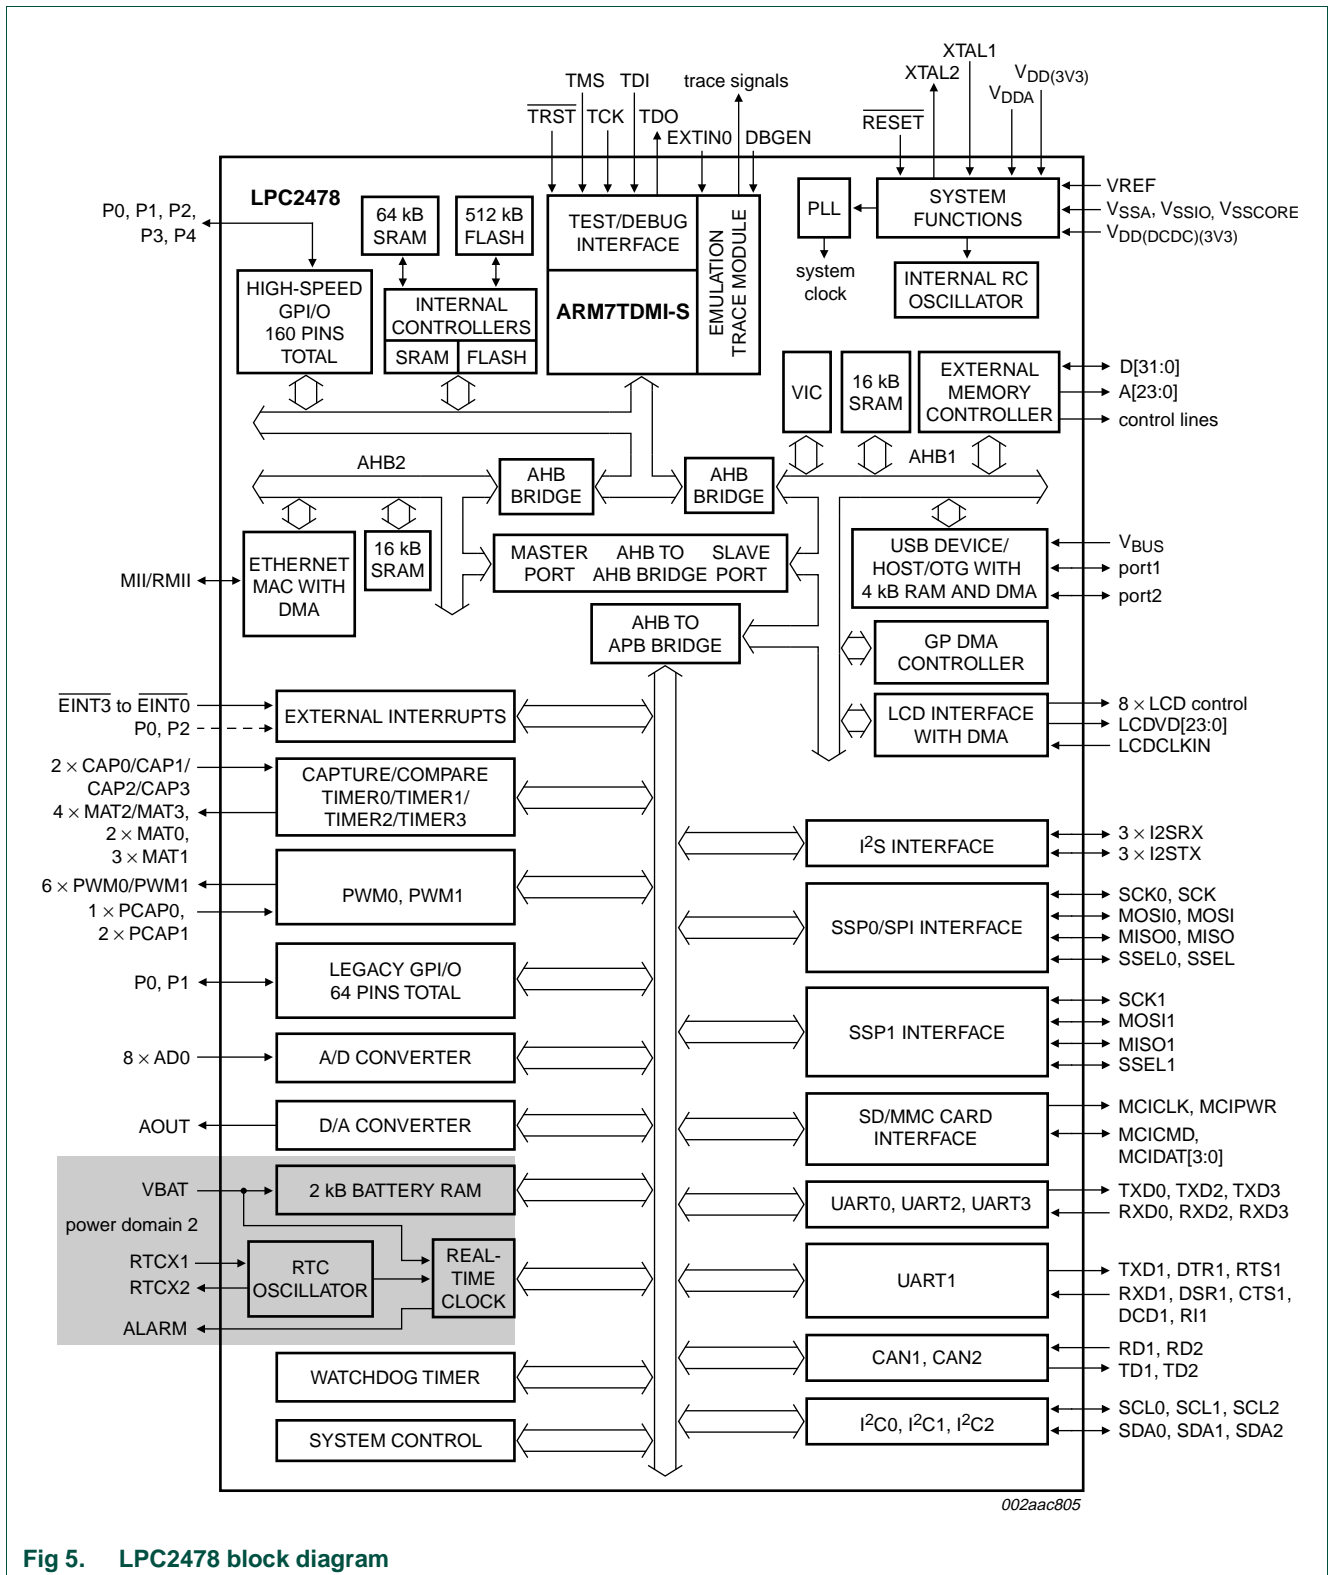 XTAL1
XTAL2
VDD(3V3)
VDDA
TMS TDI trace signals
TRST TCK TDO
EXTIN0 DBGEN
RESET
LPC2478
P0, P1, P2,
P3, P4
64 kB
SRAM
512 kB
FLASH
TEST/DEBUG
INTERFACE
EMULATION
TRACE MODULE
ARM7TDMI-S
PLL
system
clock
SYSTEM
FUNCTIONS
VREF
VSSA, VSSIO, VSSCORE
VDD(DCDC)(3V3)
INTERNAL RC
OSCILLATOR
HIGH-SPEED
GPI/O
160 PINS
TOTAL
INTERNAL
CONTROLLERS
SRAM FLASH
VIC
16 kB
SRAM
EXTERNAL
MEMORY
CONTROLLER
D[31:0]
A[23:0]
control lines
AHB2
AHB
BRIDGE
AHB
BRIDGE
AHB1
ETHERNET
MAC WITH
DMA
MII/RMII
16 kB
SRAM
MASTER
PORT
AHB TO
AHB BRIDGE
SLAVE
PORT
USB DEVICE/
HOST/OTG WITH
4 kB RAM AND DMA
VBUS
port1
port2
AHB TO
APB BRIDGE
GP DMA
CONTROLLER
LCD INTERFACE
WITH DMA
8 × LCD control
LCDVD[23:0]
LCDCLKIN
EINT3 to EINT0
P0, P2
EXTERNAL INTERRUPTS
2 × CAP0/CAP1/
CAP2/CAP3
4 × MAT2/MAT3,
2 × MAT0,
3 × MAT1
CAPTURE/COMPARE
TIMER0/TIMER1/
TIMER2/TIMER3
I2S INTERFACE
3 × I2SRX
3 × I2STX
6 × PWM0/PWM1
1 × PCAP0,
2 × PCAP1
PWM0, PWM1
SSP0/SPI INTERFACE
SCK0, SCK
MOSI0, MOSI
MISO0, MISO
SSEL0, SSEL
P0, P1
LEGACY GPI/O
64 PINS TOTAL
SSP1 INTERFACE
SCK1
MOSI1
MISO1
SSEL1
8 × AD0
A/D CONVERTER
AOUT
D/A CONVERTER
SD/MMC CARD
INTERFACE
MCICLK, MCIPWR
MCICMD,
MCIDAT[3:0]
VBAT
2 kB BATTERY RAM
power domain 2
UART0, UART2, UART3
TXD0, TXD2, TXD3
RXD0, RXD2, RXD3
RTCX1
RTCX2
RTC
OSCILLATOR
REAL-
TIME
CLOCK
ALARM
UART1
TXD1, DTR1, RTS1
RXD1, DSR1, CTS1,
DCD1, RI1
WATCHDOG TIMER
CAN1, CAN2
RD1, RD2
TD1, TD2
SYSTEM CONTROL
I2C0, I2C1, I2C2
SCL0, SCL1, SCL2
SDA0, SDA1, SDA2
002aac805
Fig 5. LPC2478 block diagram